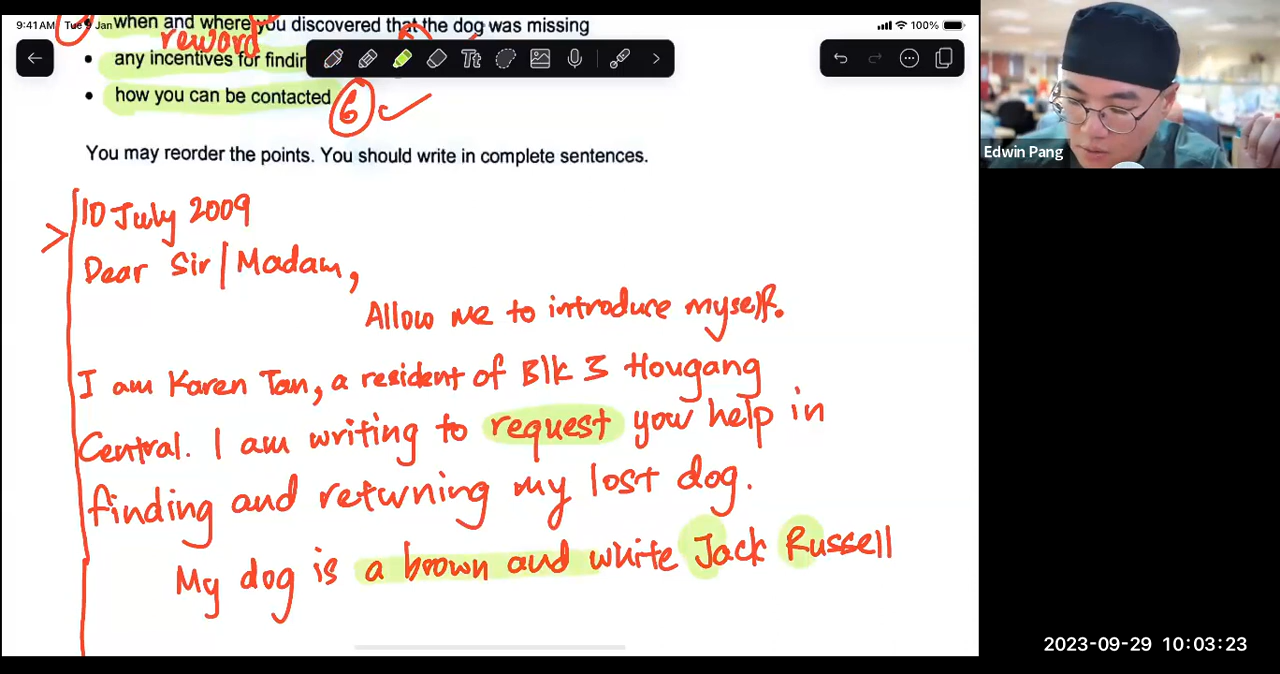 9:41 AM Tue 9 Jan
100%
when and where you discovered that the dog was missing
reword
any incentives for findin
how you can be contacted
6
You may reorder the points. You should write in complete sentences.
10 July 2009
Dear Sir/Madam,
Allow me to introduce myself.
I am Karen Tan, a resident of Blk 3 Hougang
Central. I am writing to request your help in
finding and returning my lost dog.
My dog is a brown and white Jack Russell
Edwin Pang
2023-09-29 10:03:23